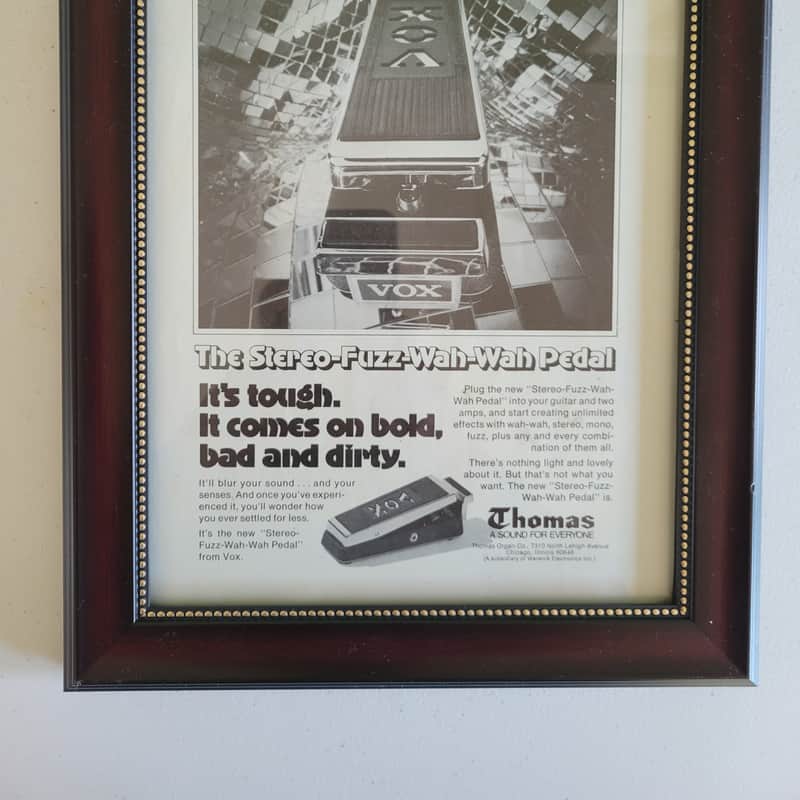 VOX
VOX
The Stereo-Fuzz-Wah-Wah Pedal
It's tough.
It comes on bold,
bad and dirty.
It'll blur your sound . . . and your
senses. And once you've experi-
enced it, you'll wonder how
you ever settled for less.
It's the new "Stereo-
Fuzz-Wah-Wah Pedal"
from Vox.
VOX
Plug the new "Stereo-Fuzz-Wah-
Wah Pedal" into your guitar and two
amps, and start creating unlimited
effects with wah-wah, stereo, mono,
fuzz, plus any and every combi-
nation of them all.
There's nothing light and lovely
about it. But that's not what you
want. The new "Stereo-Fuzz-
Wah-Wah Pedal" is.
Thomas
A SOUND FOR EVERYONE
Thomas Organ Co., 7310 North Lehigh Avenue
Chicago, Illinois 60648
(A subsidiary of Warwick Electronics Inc.)